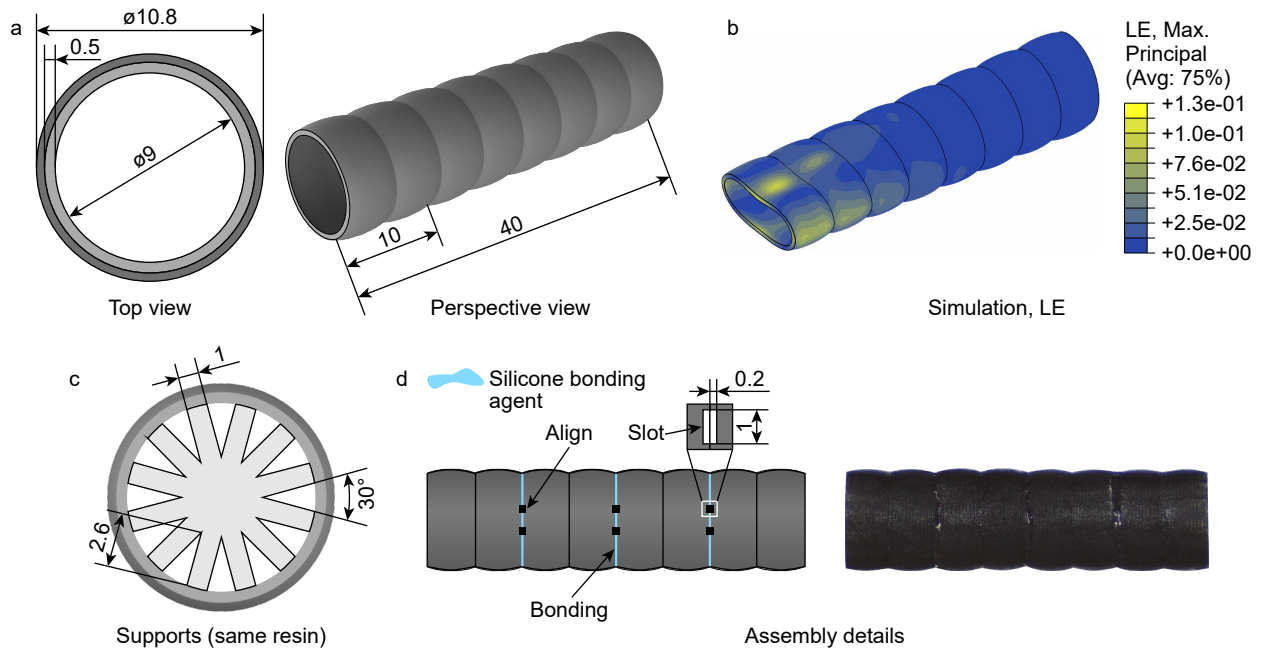 a
ø10.8
0.5
ø9
Top view
10
40
Perspective view
b
LE, Max.
Principal
(Avg: 75%)
+1.3e-01
+1.0e-01
+7.6e-02
+5.1e-02
+2.5e-02
+0.0e+00
Simulation, LE
c
1
30°
2.6
Supports (same resin)
d
Silicone bonding
agent
Align
Slot
0.2
1
Bonding
Assembly details